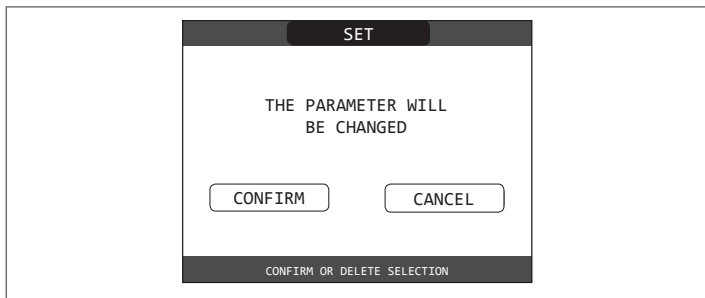 SET
THE PARAMETER WILL
BE CHANGED
CONFIRM CANCEL
CONFIRM OR DELETE SELECTION